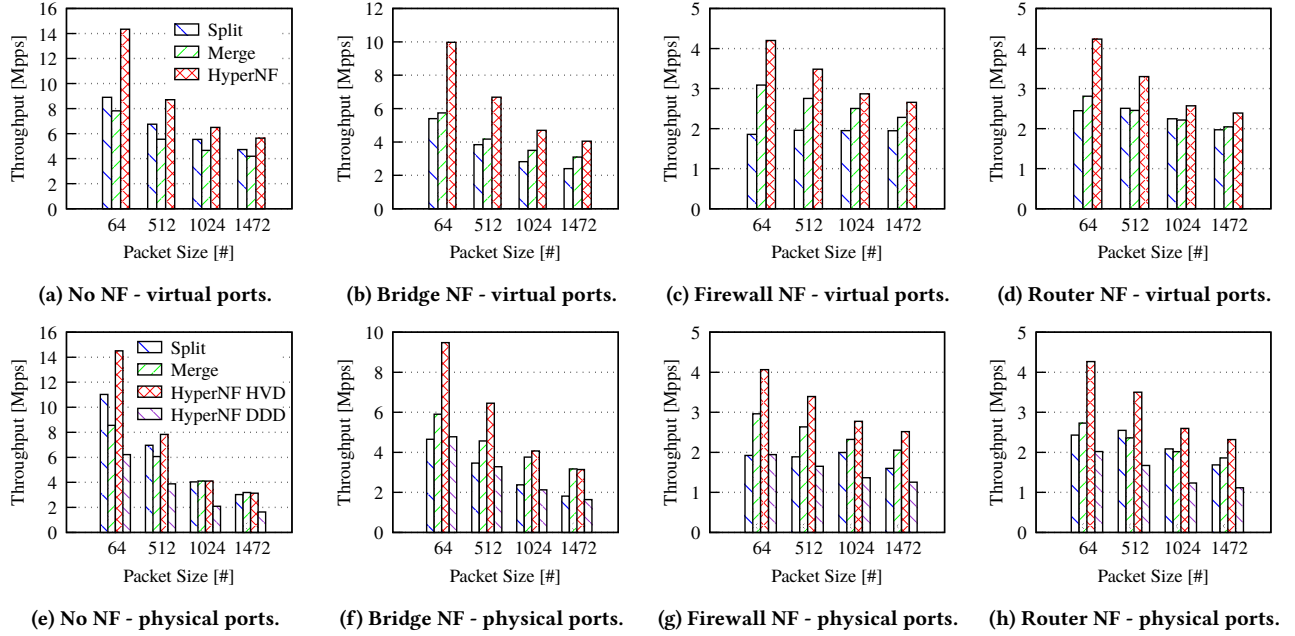 16
14
12
10
8
6
4
2
0
Throughput [Mpps]
Split
Merge
HyperNF
64 512 1024 1472
Packet Size [#]
(a) No NF - virtual ports.
12
10
8
6
4
2
0
Throughput [Mpps]
64 512 1024 1472
Packet Size [#]
(b) Bridge NF - virtual ports.
5
4
3
2
1
0
Throughput [Mpps]
64 512 1024 1472
Packet Size [#]
(c) Firewall NF - virtual ports.
5
4
3
2
1
0
Throughput [Mpps]
64 512 1024 1472
Packet Size [#]
(d) Router NF - virtual ports.
16
14
12
10
8
6
4
2
0
Throughput [Mpps]
Split
Merge
HyperNF HVD
HyperNF DDD
64 512 1024 1472
Packet Size [#]
(e) No NF - physical ports.
10
8
6
4
2
0
Throughput [Mpps]
64 512 1024 1472
Packet Size [#]
(f) Bridge NF - physical ports.
5
4
3
2
1
0
Throughput [Mpps]
64 512 1024 1472
Packet Size [#]
(g) Firewall NF - physical ports.
5
4
3
2
1
0
Throughput [Mpps]
64 512 1024 1472
Packet Size [#]
(h) Router NF - physical ports.